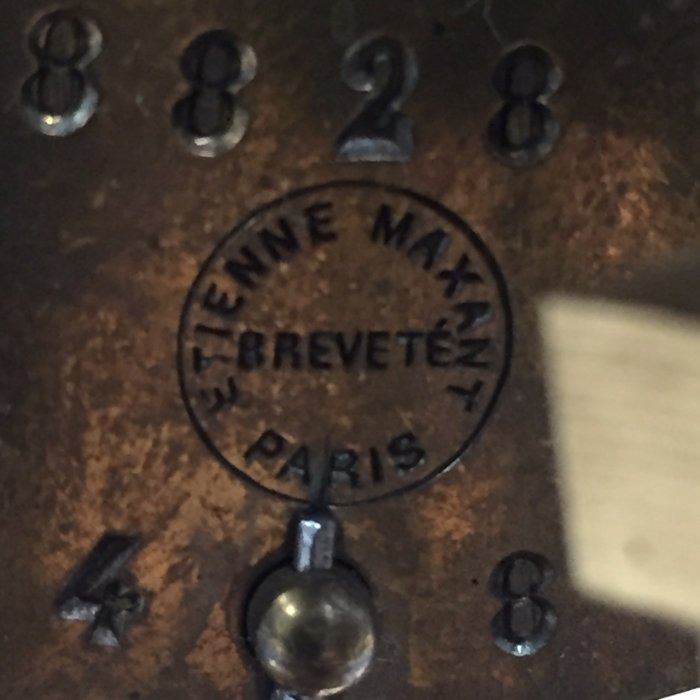 8828
ETIENNE MAXANT
BREVETÉ
PARIS
4 8